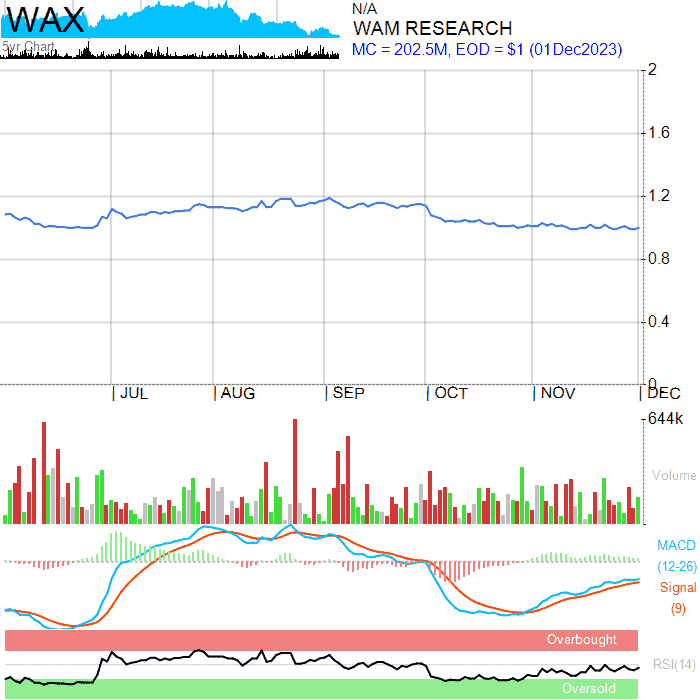 WAX
5yr Chart
N/A
WAM RESEARCH
MC = 202.5M, EOD = $1 (01Dec2023)
2
1.6
1.2
0.8
0.4
0
| JUL
| AUG
| SEP
| OCT
| NOV
| DEC
644k
Volume
MACD
(12-26)
Signal
(9)
Overbought
RSI(14)
Oversold